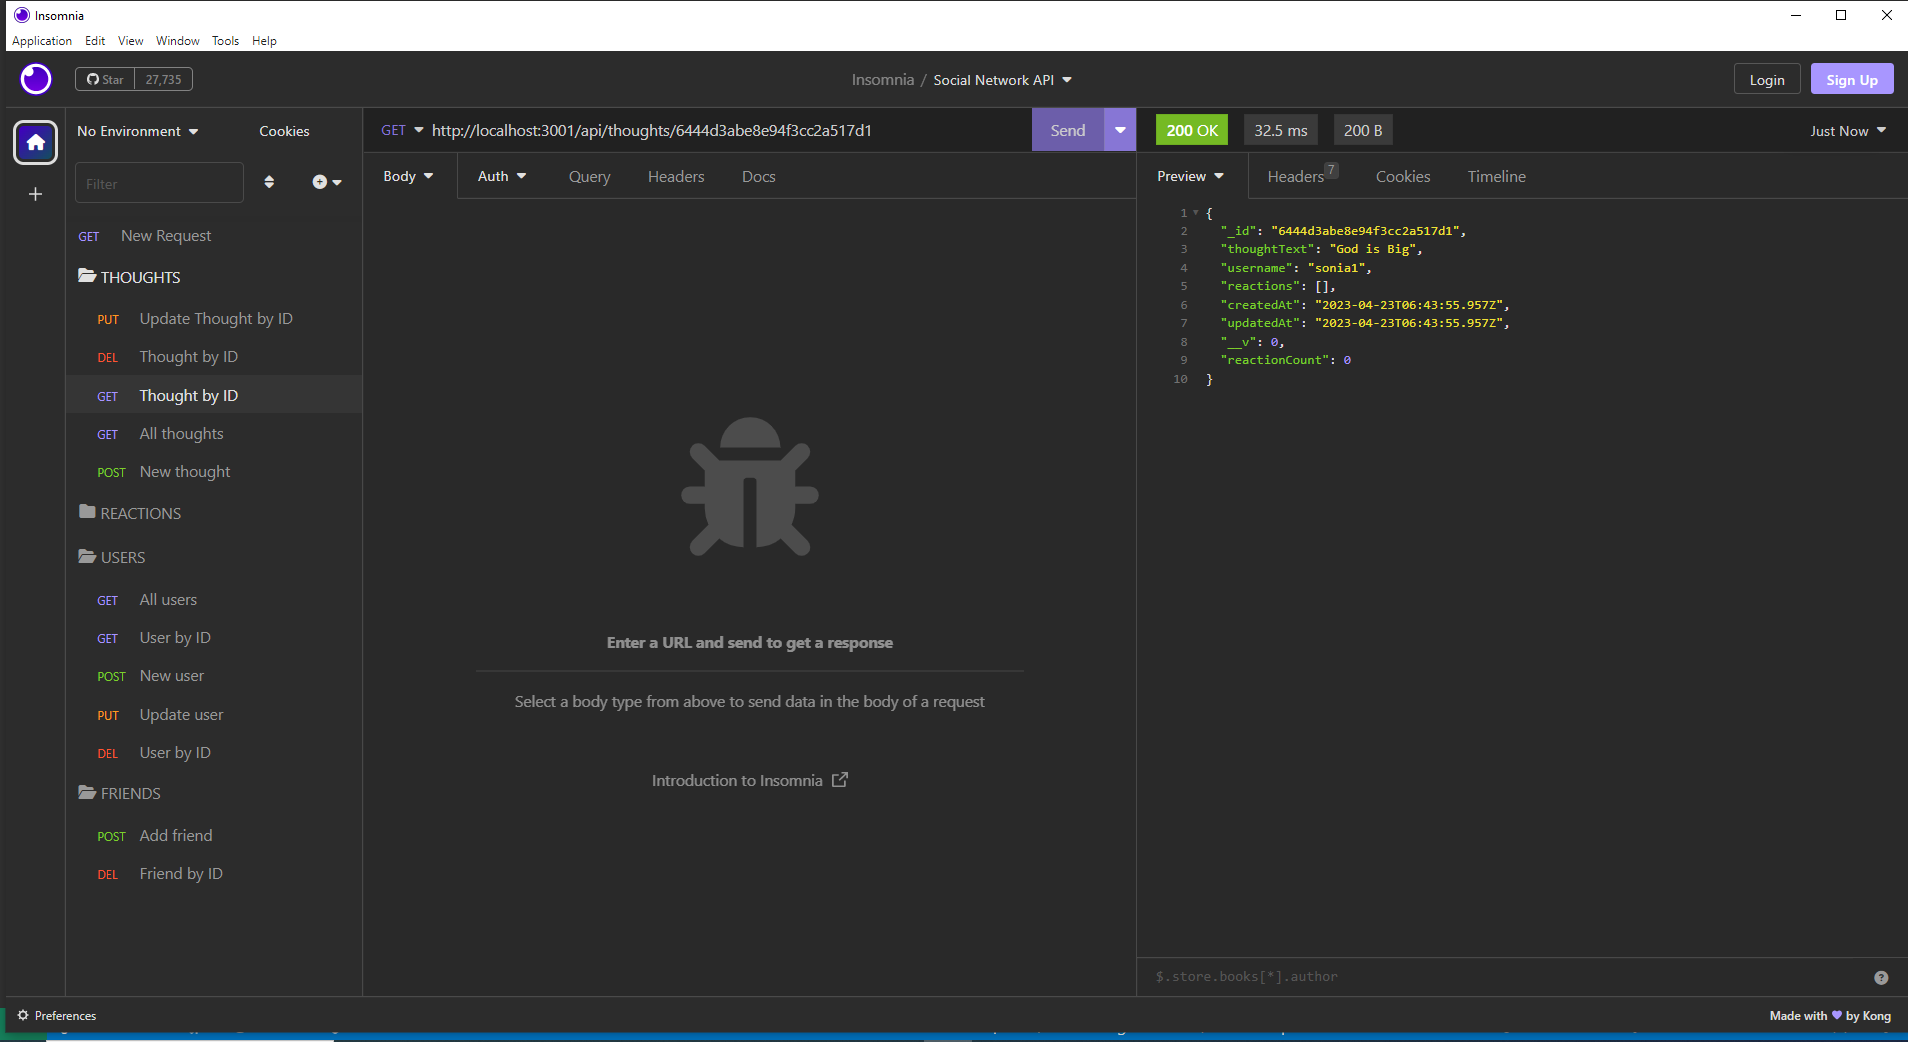 Insomnia
Application Edit View Window Tools Help
Star 27,735
Insomnia / Social Network API
Login Sign Up
No Environment Cookies
GET http://localhost:3001/api/thoughts/6444d3abe8e94f3cc2a517d1 Send
200 OK 32.5 ms 200 B Just Now
Filter
Body Auth Query Headers Docs
Preview Headers 7 Cookies Timeline
GET New Request
THOUGHTS
PUT Update Thought by ID
DEL Thought by ID
GET Thought by ID
GET All thoughts
POST New thought
REACTIONS
USERS
GET All users
GET User by ID
POST New user
PUT Update user
DEL User by ID
FRIENDS
POST Add friend
DEL Friend by ID
Enter a URL and send to get a response
Select a body type from above to send data in the body of a request
Introduction to Insomnia
1 {
2 "_id": "6444d3abe8e94f3cc2a517d1",
3 "thoughtText": "God is Big",
4 "username": "sonia1",
5 "reactions": [],
6 "createdAt": "2023-04-23T06:43:55.957Z",
7 "updatedAt": "2023-04-23T06:43:55.957Z",
8 "__v": 0,
9 "reactionCount": 0
10 }
$.store.books[*].author
Preferences
Made with by Kong